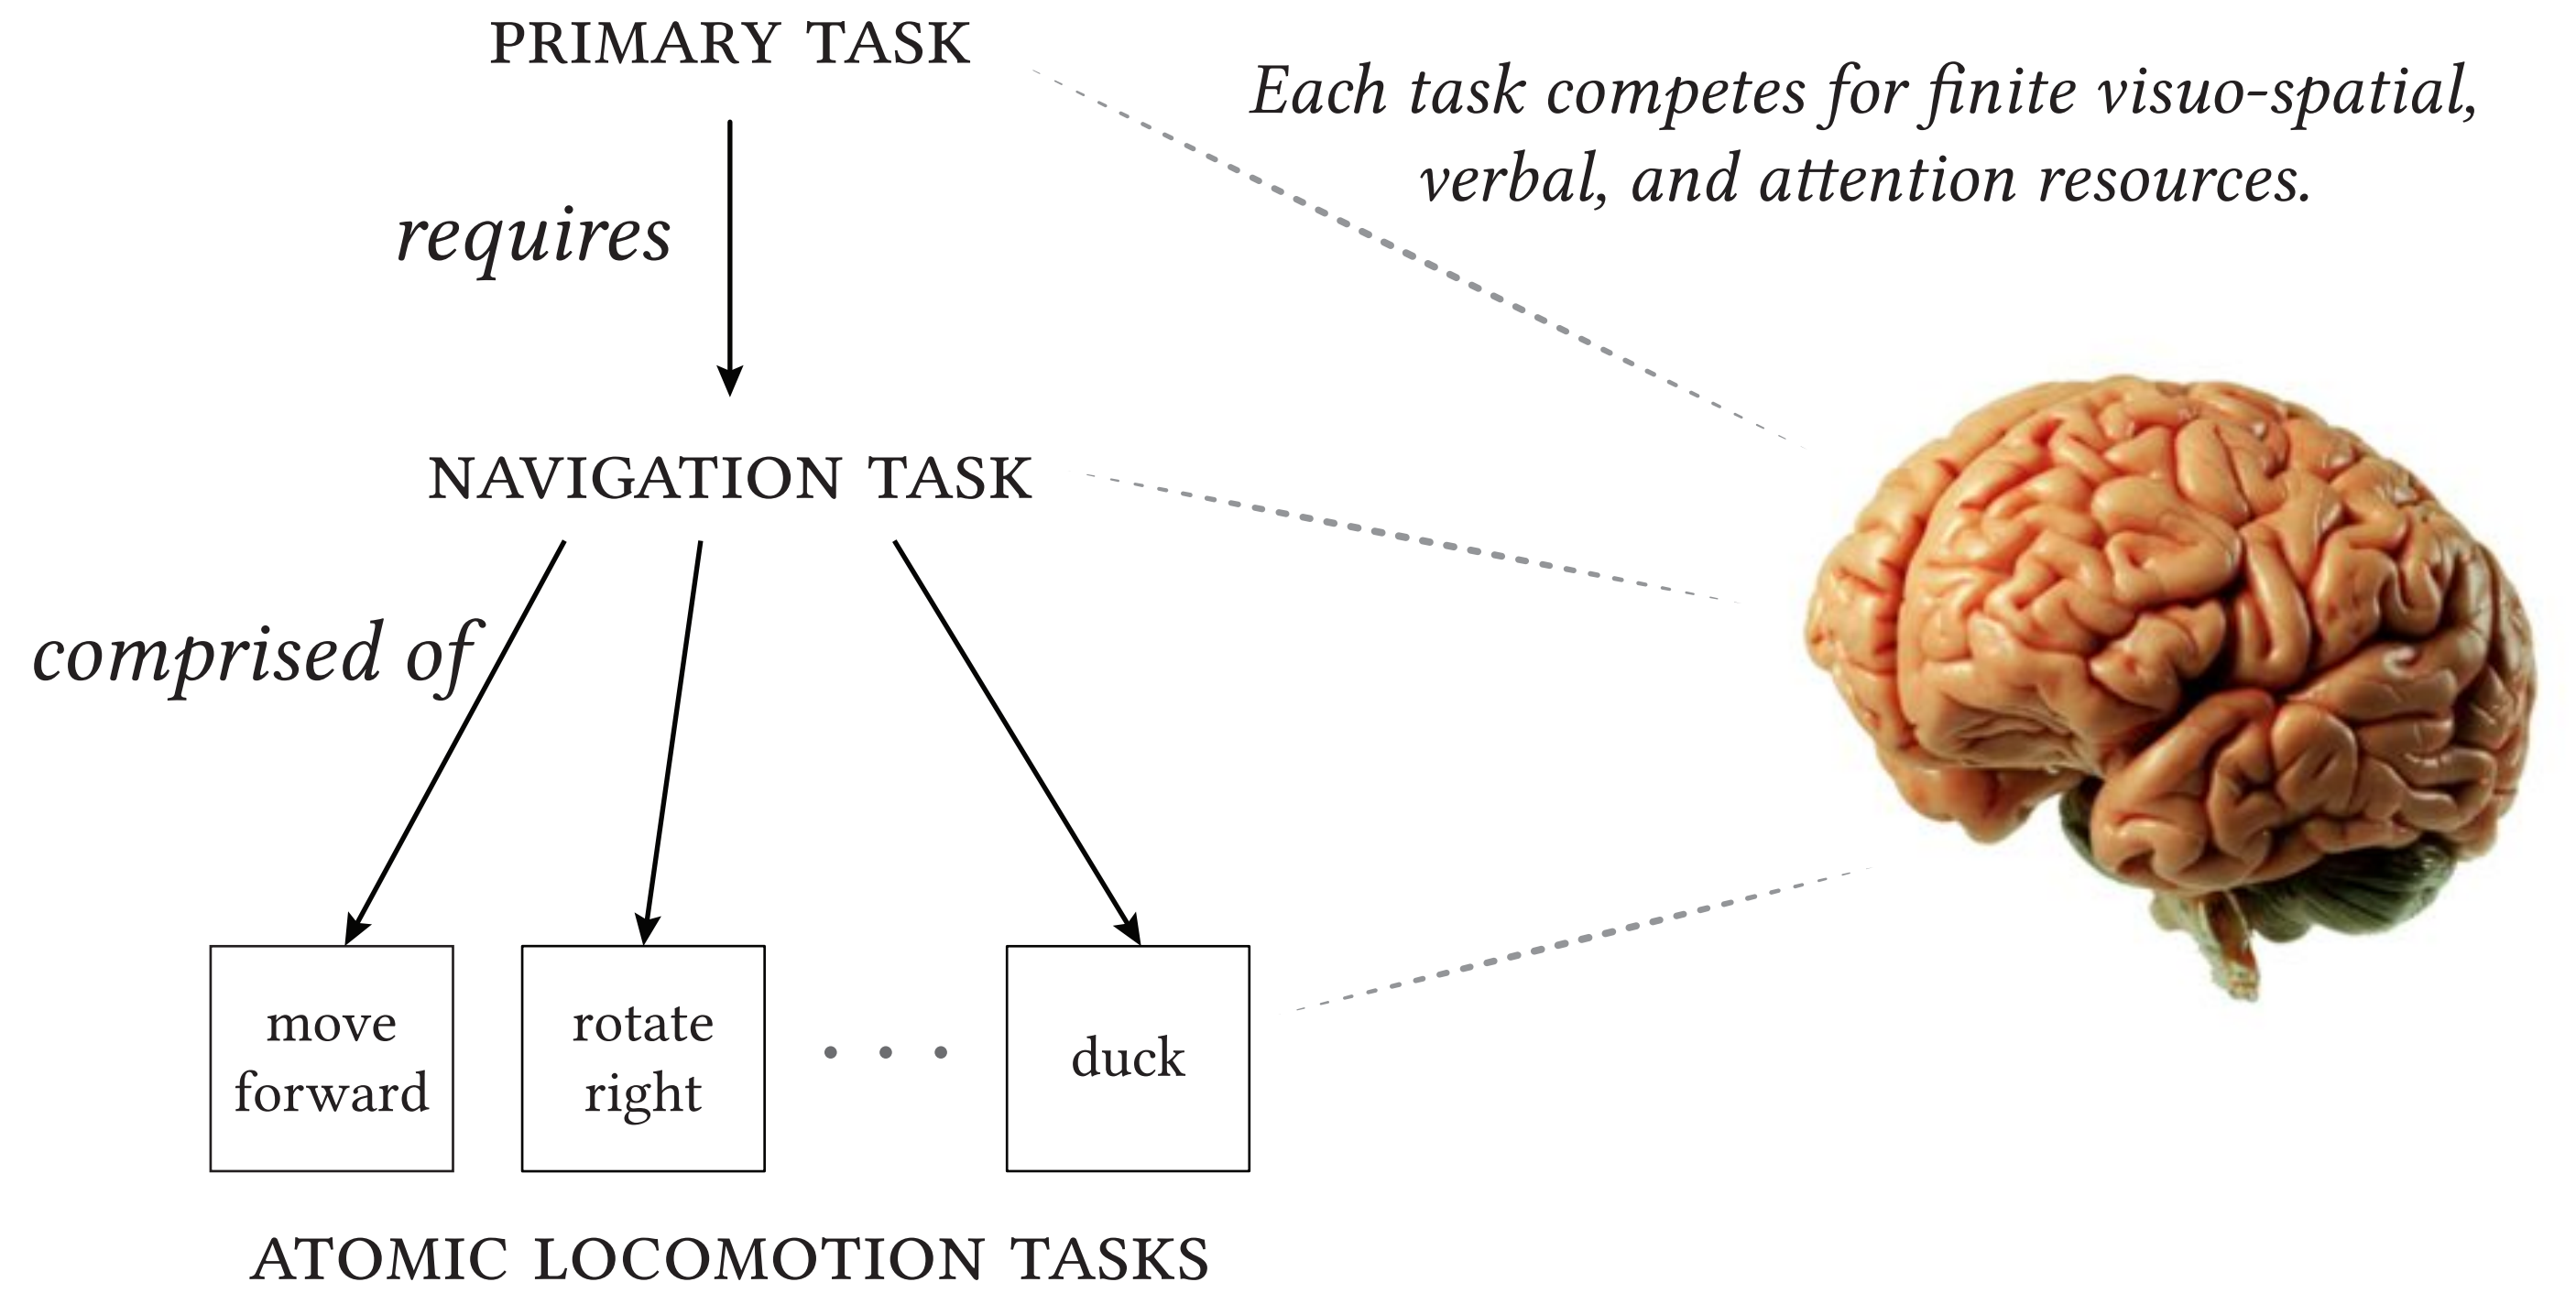 PRIMARY TASK
Each task competes for finite visuo-spatial,
verbal, and attention resources.
requires
NAVIGATION TASK
comprised of
move
forward
rotate
right
duck
ATOMIC LOCOMOTION TASKS